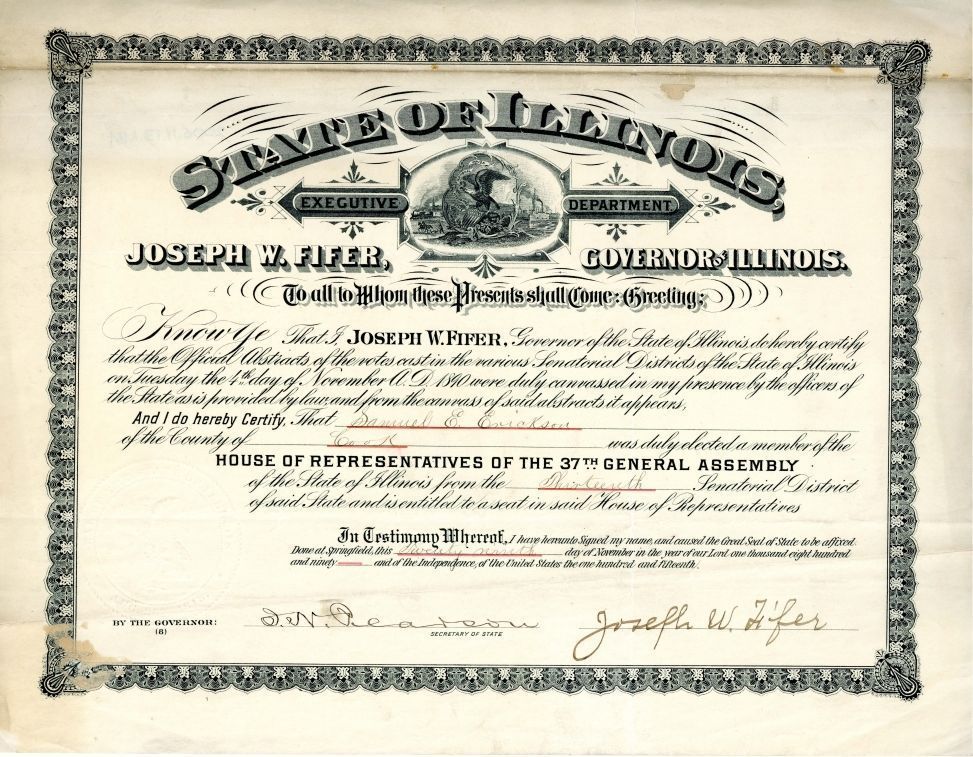 STATE OF ILLINOIS,
EXECUTIVE DEPARTMENT
JOSEPH W. FIFER, GOVERNOR OF ILLINOIS.
To all to Whom these Presents shall Come: Greeting;
Know Ye That I, JOSEPH W. FIFER, Governor of the State of Illinois do hereby certify
that the Official Abstracts of the votes cast in the various Senatorial Districts of the State of Illinois
on Tuesday the 4th day of November A. D. 1890 were duly canvassed in my presence by the officers of
the State as is provided by law, and from the canvass of said abstracts it appears,
And I do hereby Certify, That Samuel E. Erickson
of the County of Cook was duly elected a member of the
HOUSE OF REPRESENTATIVES OF THE 37TH GENERAL ASSEMBLY
of the State of Illinois from the Thirteenth Senatorial District
of said State and is entitled to a seat in said House of Representatives
In Testimony Whereof, I have hereunto Signed my name, and caused the Great Seal of State to be affixed.
Done at Springfield, this Twenty ninth day of November in the year of our Lord one thousand eight hundred
and ninety and of the Independence, of the United States the one hundred and fifteenth.
BY THE GOVERNOR:
(8)
I. N. Pearson
SECRETARY OF STATE
Joseph W. Fifer